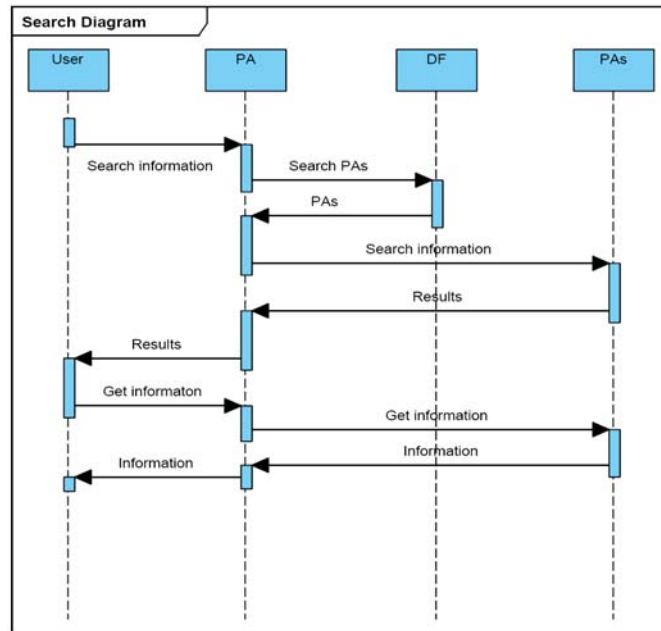 Search Diagram
User
PA
DF
PAs
Search information
Search PAs
PAs
Search information
Results
Results
Get informaton
Get information
Information
Information